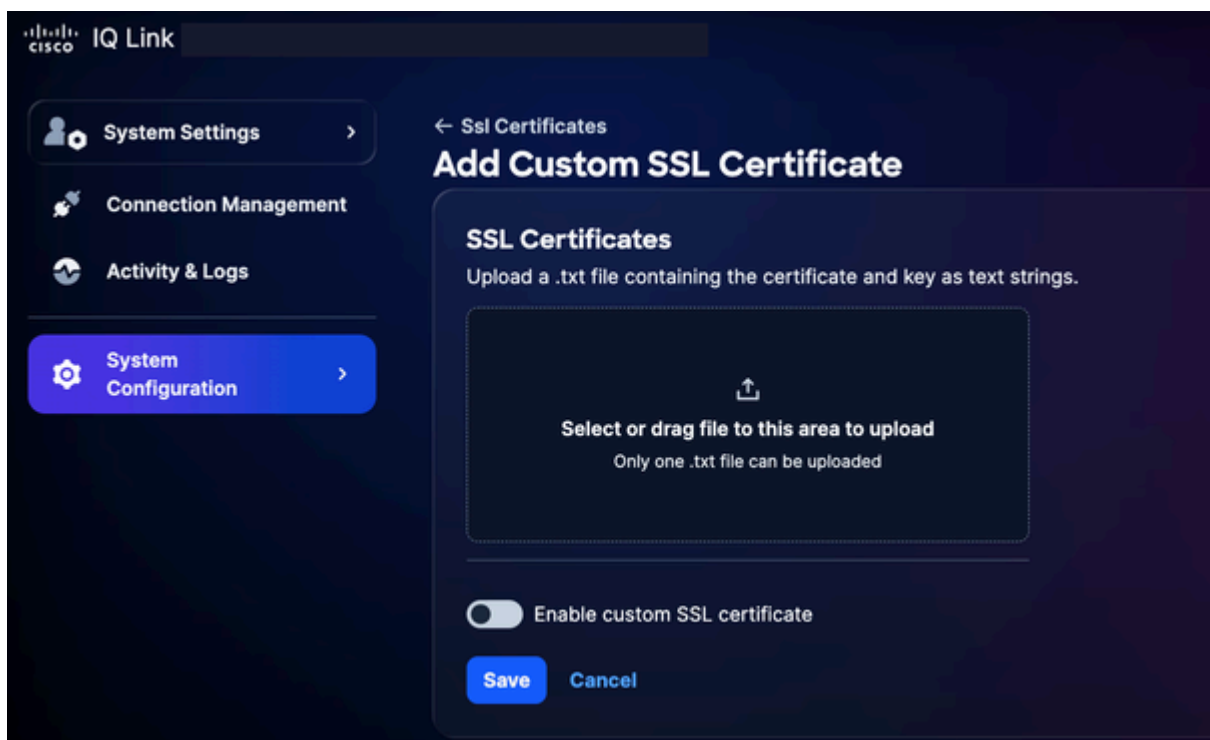 cisco IQ Link
System Settings
Connection Management
Activity & Logs
System
Configuration
← Ssl Certificates
Add Custom SSL Certificate
SSL Certificates
Upload a .txt file containing the certificate and key as text strings.
Select or drag file to this area to upload
Only one .txt file can be uploaded
Enable custom SSL certificate
Save Cancel